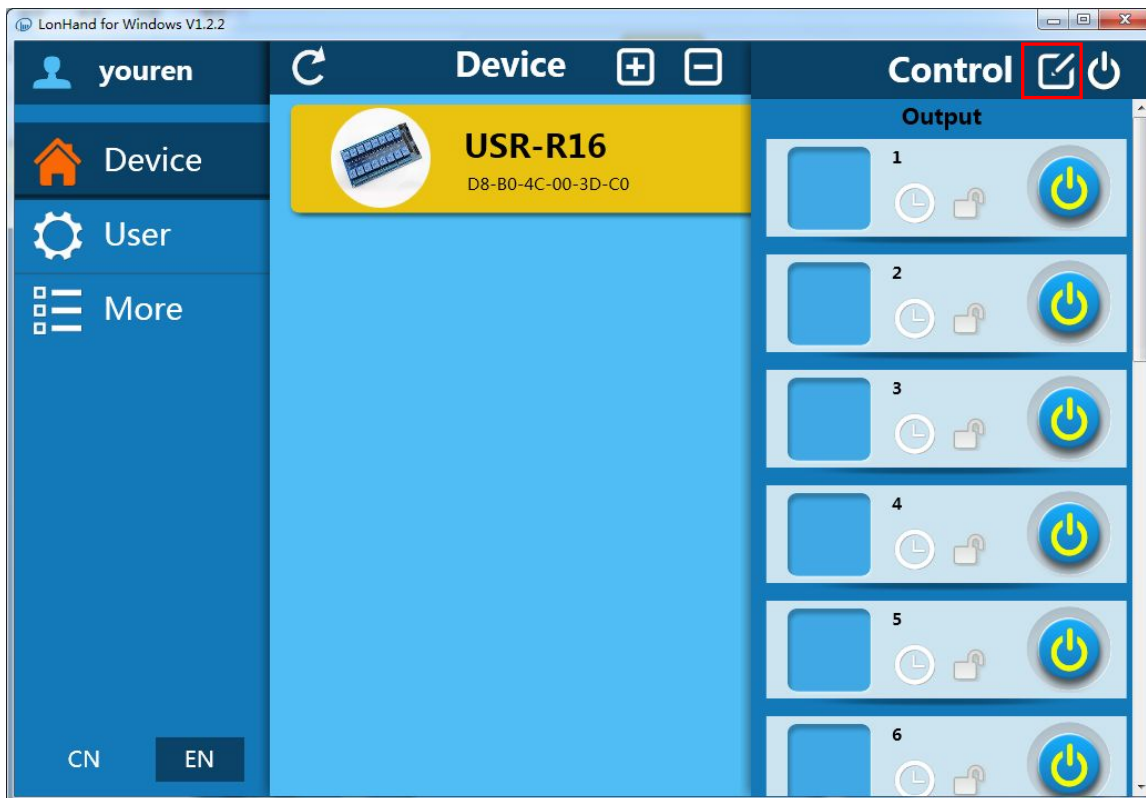 LonHand for Windows V1.2.2
youren
Device
User
More
CN
EN
Device
USR-R16
D8-B0-4C-00-3D-C0
Control
Output
1
2
3
4
5
6